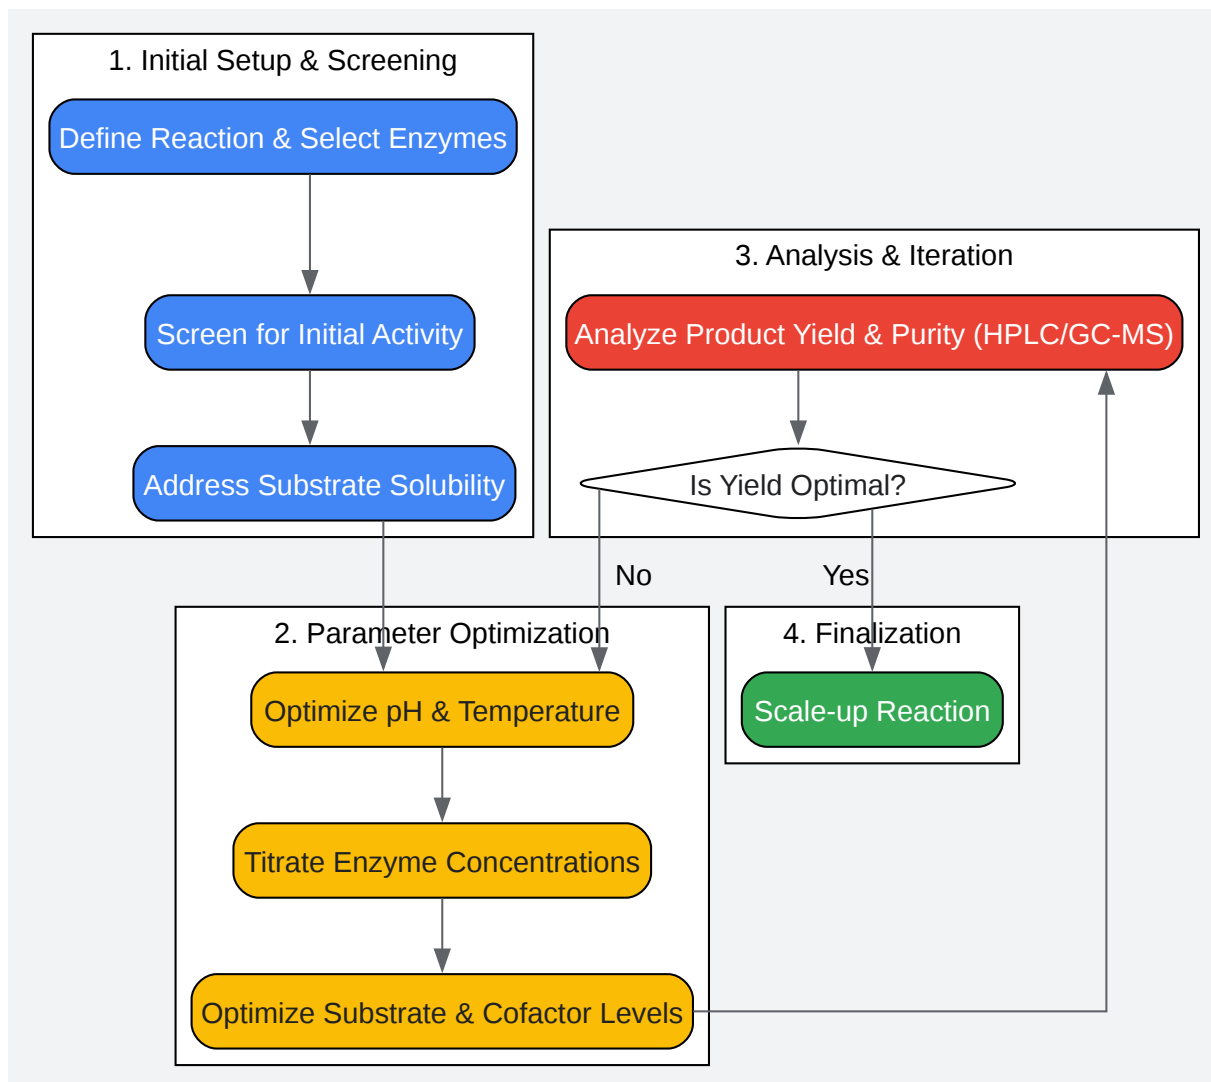 1. Initial Setup & Screening
Define Reaction & Select Enzymes
Screen for Initial Activity
Address Substrate Solubility
3. Analysis & Iteration
Analyze Product Yield & Purity (HPLC/GC-MS)
Is Yield Optimal?
No
Yes
2. Parameter Optimization
Optimize pH & Temperature
Titrate Enzyme Concentrations
Optimize Substrate & Cofactor Levels
4. Finalization
Scale-up Reaction